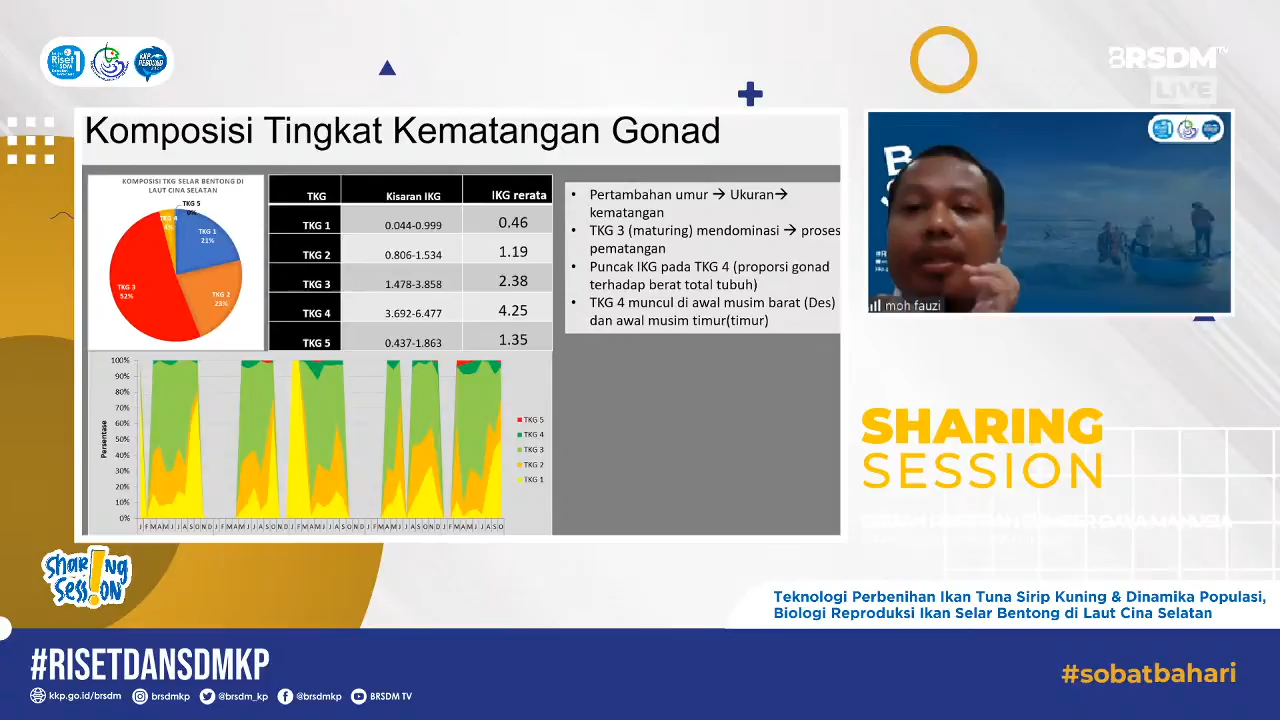 Riset
SDM
1
KKP
REBOUND
BRSDM TV
LIVE
Komposisi Tingkat Kematangan Gonad
KOMPOSISI TKG SELAR BENTONG DI
LAUT CINA SELATAN
TKG 5
0%
TKG 4
4%
TKG 1
21%
TKG 3
52%
TKG 2
23%
TKG Kisaran IKG IKG rerata
TKG 1 0.044-0.999 0.46
TKG 2 0.806-1.534 1.19
TKG 3 1.478-3.858 2.38
TKG 4 3.692-6.477 4.25
TKG 5 0.437-1.863 1.35
• Pertambahan umur → Ukuran→
kematangan
• TKG 3 (maturing) mendominasi → proses
pematangan
• Puncak IKG pada TKG 4 (proporsi gonad
terhadap berat total tubuh)
• TKG 4 muncul di awal musim barat (Des)
dan awal musim timur(timur)
Persentase
100%
90%
80%
70%
60%
50%
40%
30%
20%
10%
0%
TKG 5
TKG 4
TKG 3
TKG 2
TKG 1
moh fauzi
SHARING
SESSION
Sharing
Session
Teknologi Perbenihan Ikan Tuna Sirip Kuning & Dinamika Populasi,
Biologi Reproduksi Ikan Selar Bentong di Laut Cina Selatan
#RISETDANSDMKP
kkp.go.id/brsdm brsdmkp @brsdm_kp @brsdmkp BRSDM TV
#sobatbahari